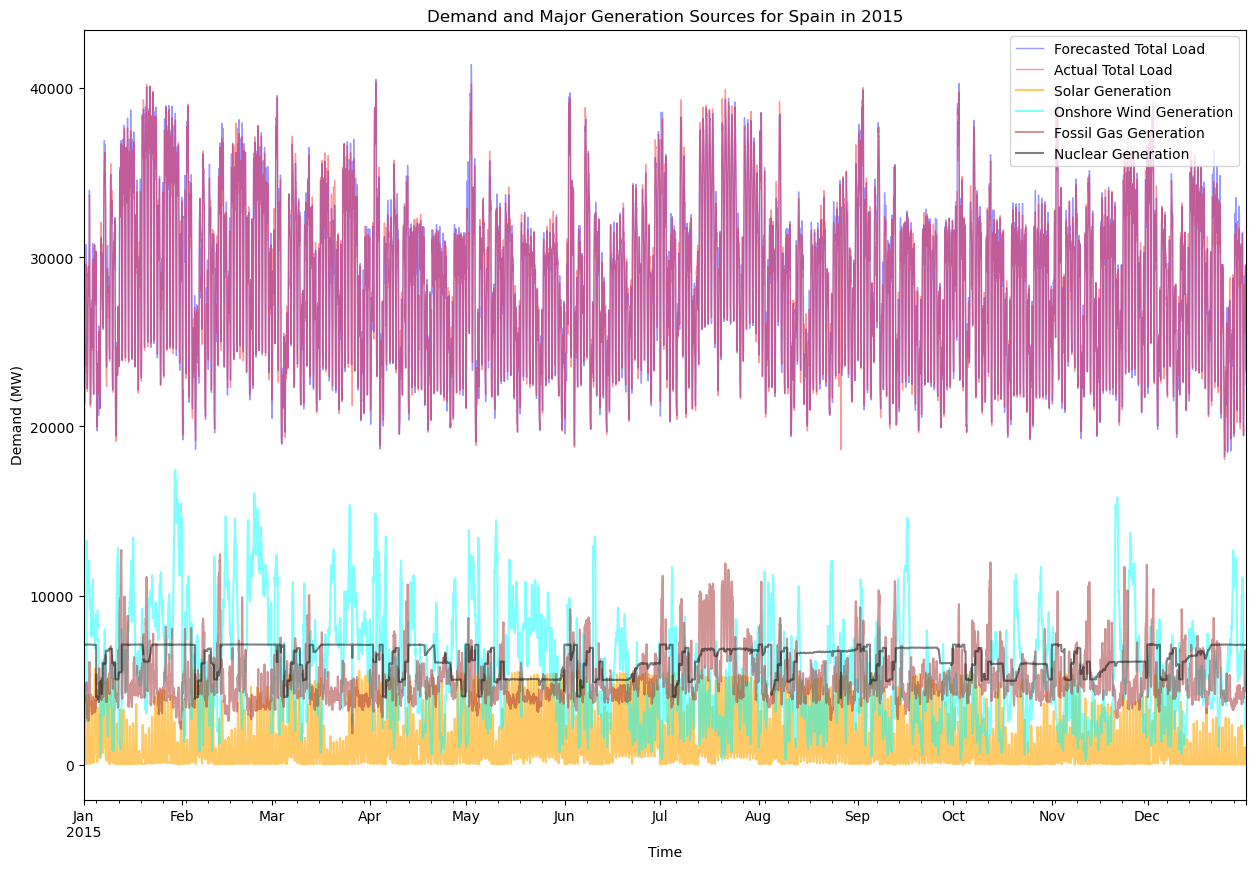 Demand and Major Generation Sources for Spain in 2015
Forecasted Total Load
Actual Total Load
Solar Generation
Onshore Wind Generation
Fossil Gas Generation
Nuclear Generation
Demand (MW)
40000
30000
20000
10000
0
Jan Feb Mar Apr May Jun Jul Aug Sep Oct Nov Dec
2015
Time